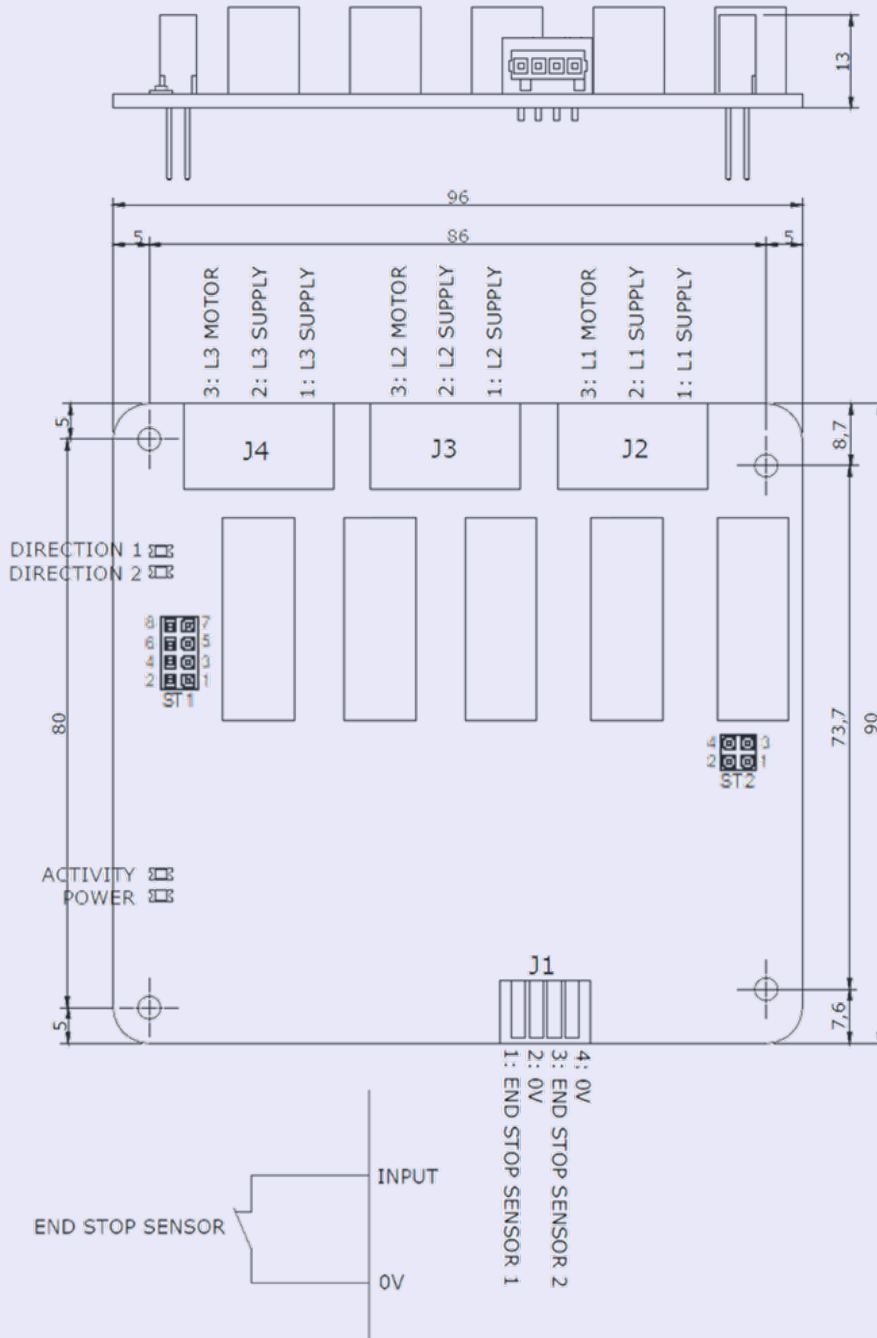 13
96
5
86
5
3: L3 MOTOR
2: L3 SUPPLY
1: L3 SUPPLY
3: L2 MOTOR
2: L2 SUPPLY
1: L2 SUPPLY
3: L1 MOTOR
2: L1 SUPPLY
1: L1 SUPPLY
5
8,7
J4
J3
J2
DIRECTION 1
DIRECTION 2
8 7
6 5
4 3
2 1
ST1
80
73,7
90
4 3
2 1
ST2
ACTIVITY
POWER
J1
5
7,6
1: END STOP SENSOR 1
2: 0V
3: END STOP SENSOR 2
4: 0V
INPUT
END STOP SENSOR
0V